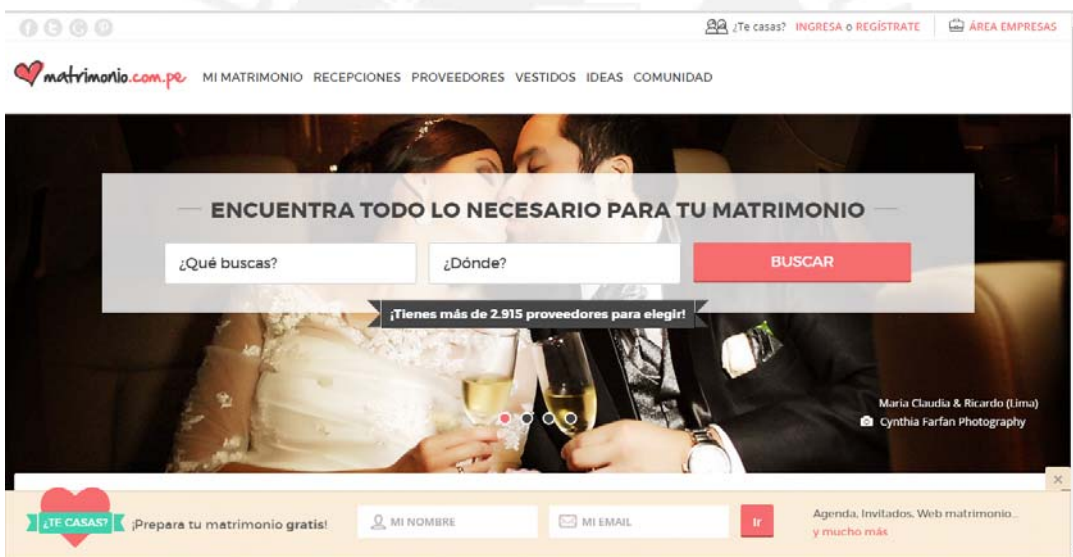 ¿Te casas? INGRESA o REGÍSTRATE ÁREA EMPRESAS
matrimonio.com.pe MI MATRIMONIO RECEPCIONES PROVEEDORES VESTIDOS IDEAS COMUNIDAD
ENCUENTRA TODO LO NECESARIO PARA TU MATRIMONIO
¿Qué buscas? ¿Dónde? BUSCAR
¡Tienes más de 2.915 proveedores para elegir!
Maria Claudia & Ricardo (Lima)
Cynthia Farfan Photography
¿TE CASAS? ¡Prepara tu matrimonio gratis! MI NOMBRE MI EMAIL Ir
Agenda, Invitados, Web matrimonio...
y mucho más